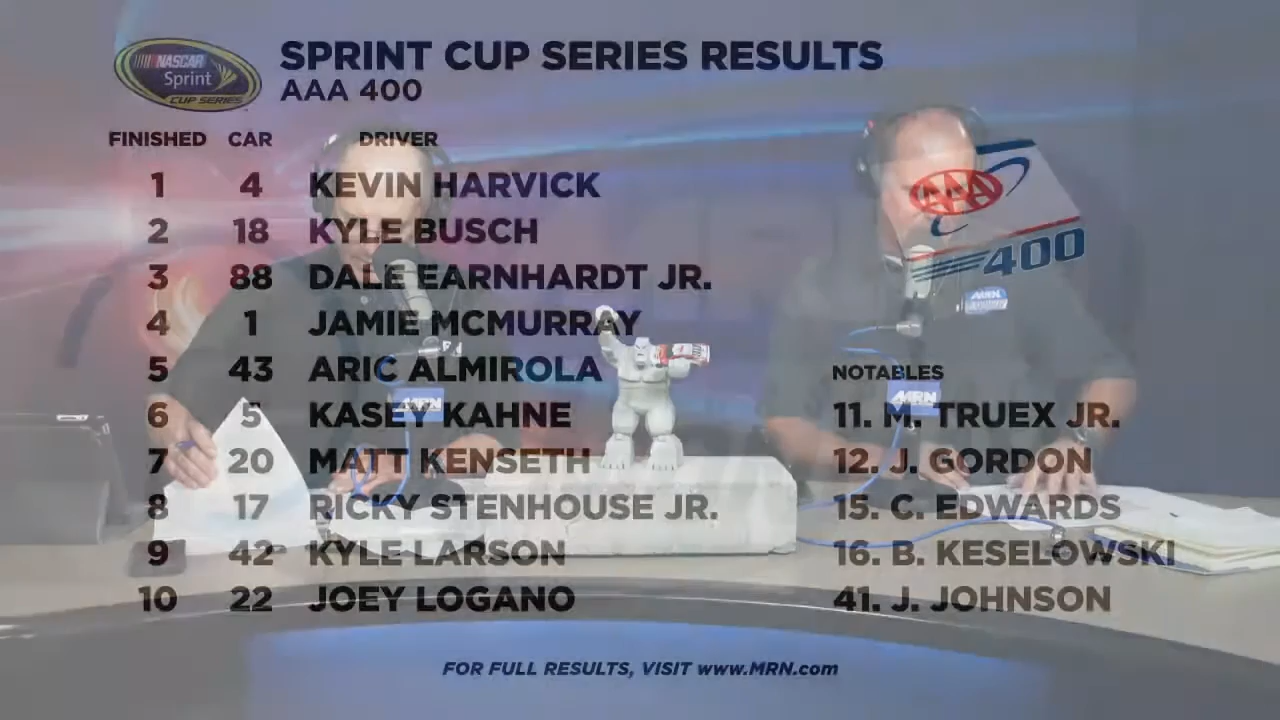 NASCAR
Sprint
CUP SERIES
SPRINT CUP SERIES RESULTS
AAA 400
FINISHED CAR DRIVER
1 4 KEVIN HARVICK
2 18 KYLE BUSCH
3 88 DALE EARNHARDT JR.
4 1 JAMIE MCMURRAY
5 43 ARIC ALMIROLA
6 5 KASEY KAHNE
7 20 MATT KENSETH
8 17 RICKY STENHOUSE JR.
9 42 KYLE LARSON
10 22 JOEY LOGANO
AAA
400
MRN
NOTABLES
MRN
MRN
11. M. TRUEX JR.
12. J. GORDON
15. C. EDWARDS
16. B. KESELOWSKI
41. J. JOHNSON
FOR FULL RESULTS, VISIT www.MRN.com